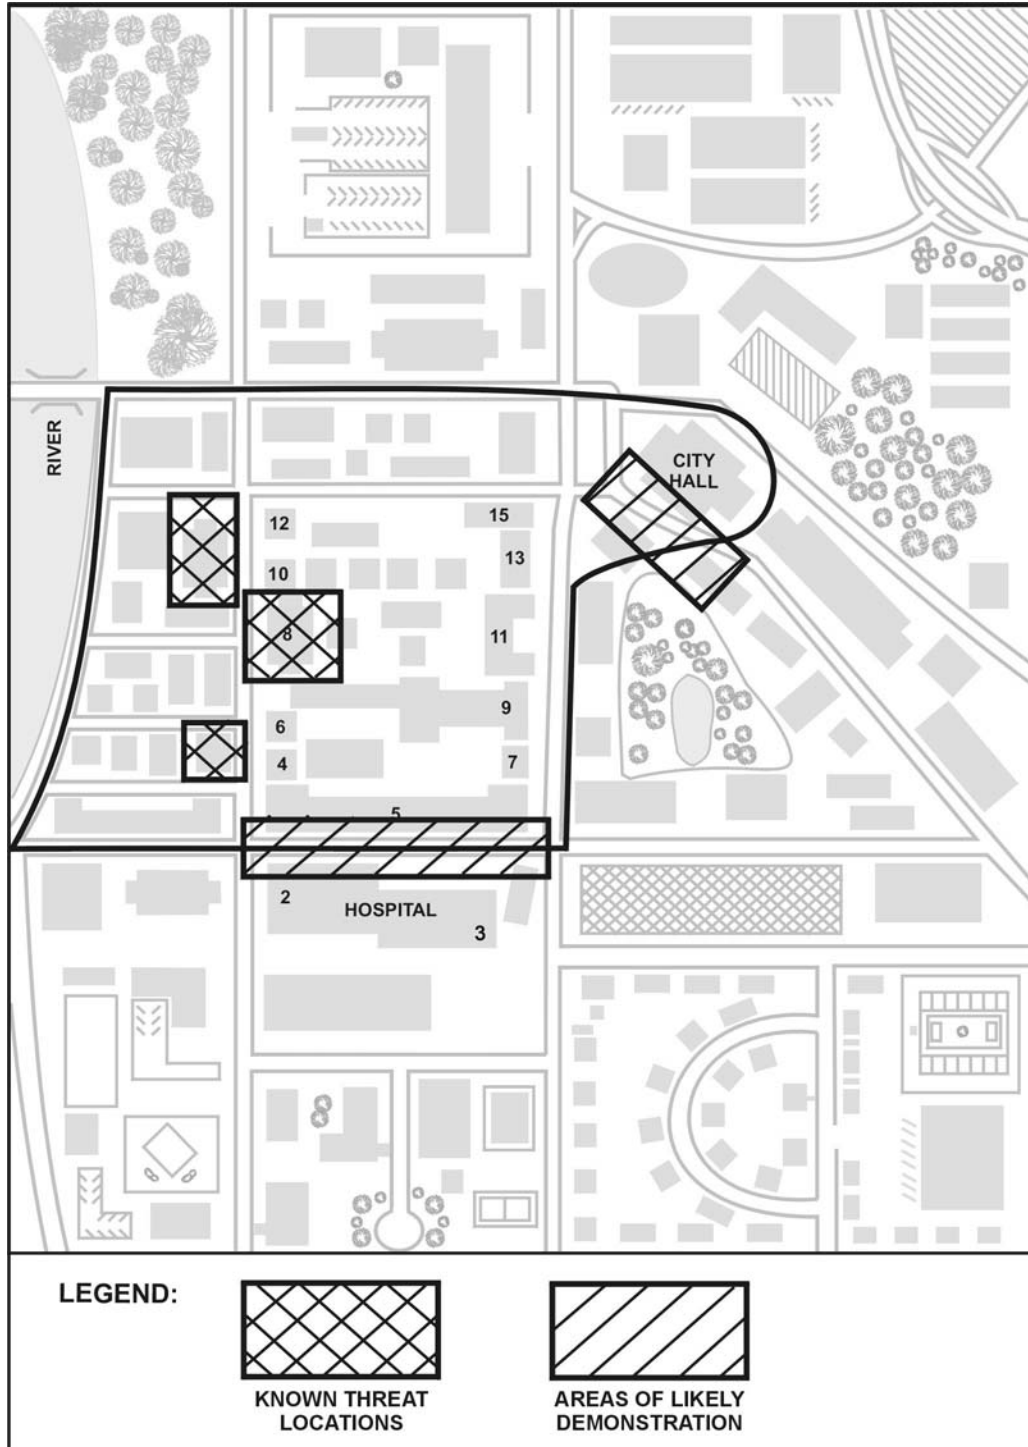 RIVER
CITY
HALL
12
15
13
10
8
11
9
6
4
7
5
2
HOSPITAL
3
LEGEND:
KNOWN THREAT
LOCATIONS
AREAS OF LIKELY
DEMONSTRATION